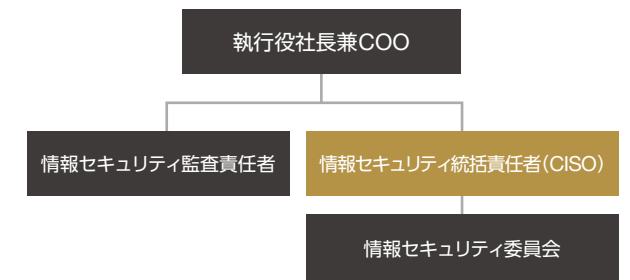 執行役社長兼COO
情報セキュリティ監査責任者
情報セキュリティ統括責任者（CISO）
情報セキュリティ委員会